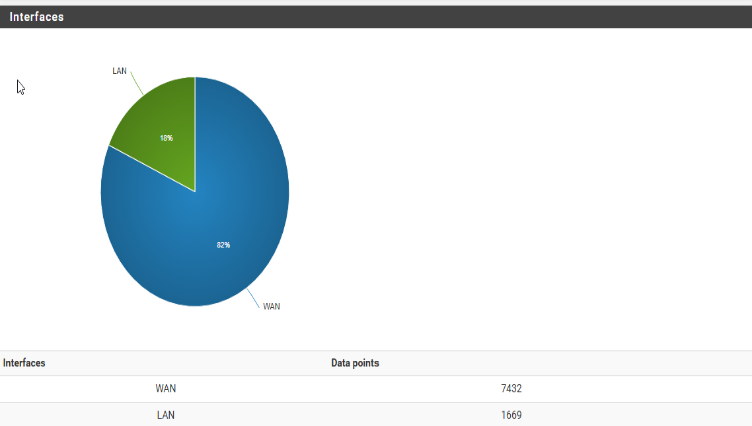 Interfaces
LAN
18%
82%
WAN
Interfaces Data points
WAN 7432
LAN 1669